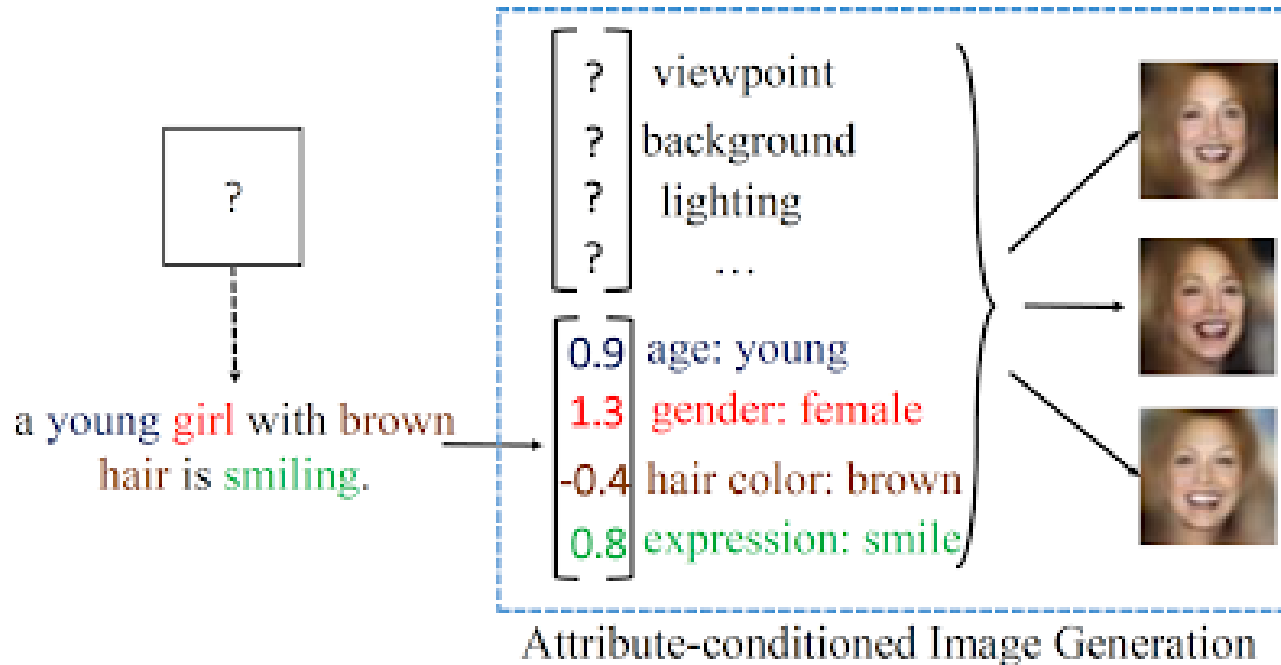 ?
a young girl with brown
hair is smiling.
? viewpoint
? background
? lighting
? ...
0.9 age: young
1.3 gender: female
-0.4 hair color: brown
0.8 expression: smile
Attribute-conditioned Image Generation